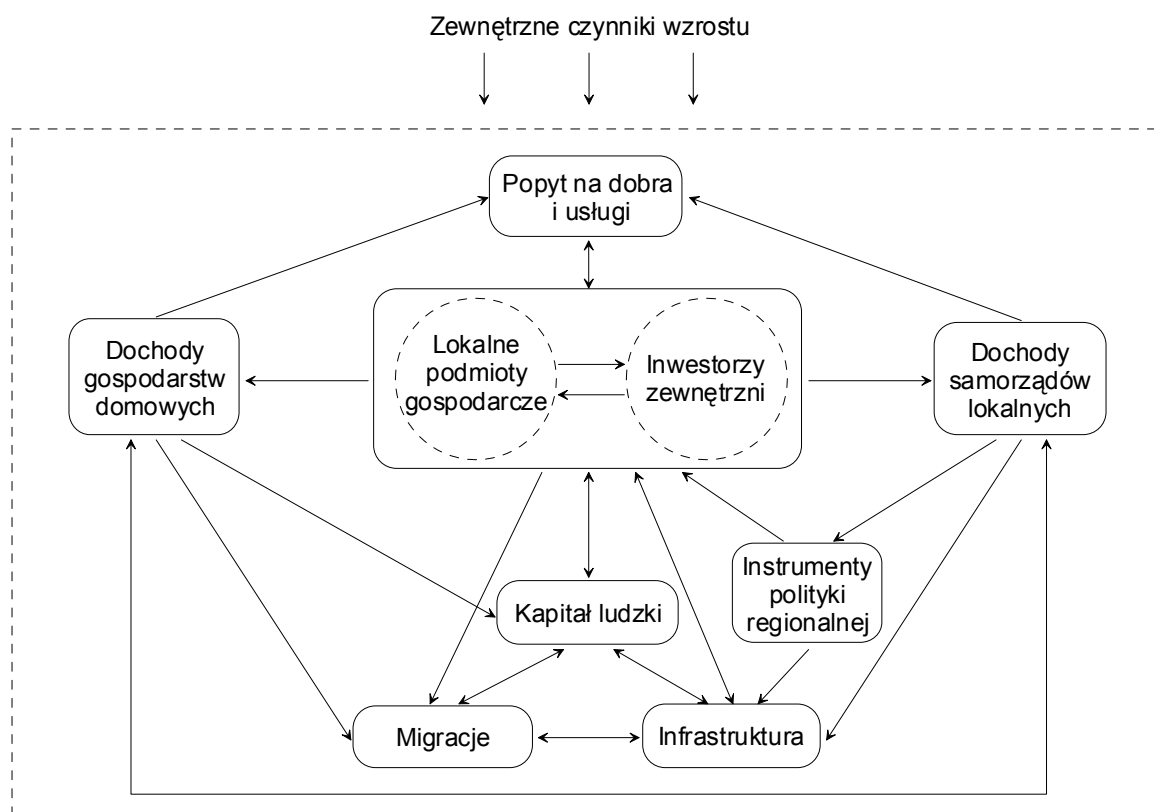 Zewnętrzne czynniki wzrostu
Popyt na dobra
i usługi
Lokalne
podmioty
gospodarcze
Inwestorzy
zewnętrzni
Dochody
gospodarstw
domowych
Dochody
samorządów
lokalnych
Instrumenty
polityki
regionalnej
Kapitał ludzki
Migracje
Infrastruktura